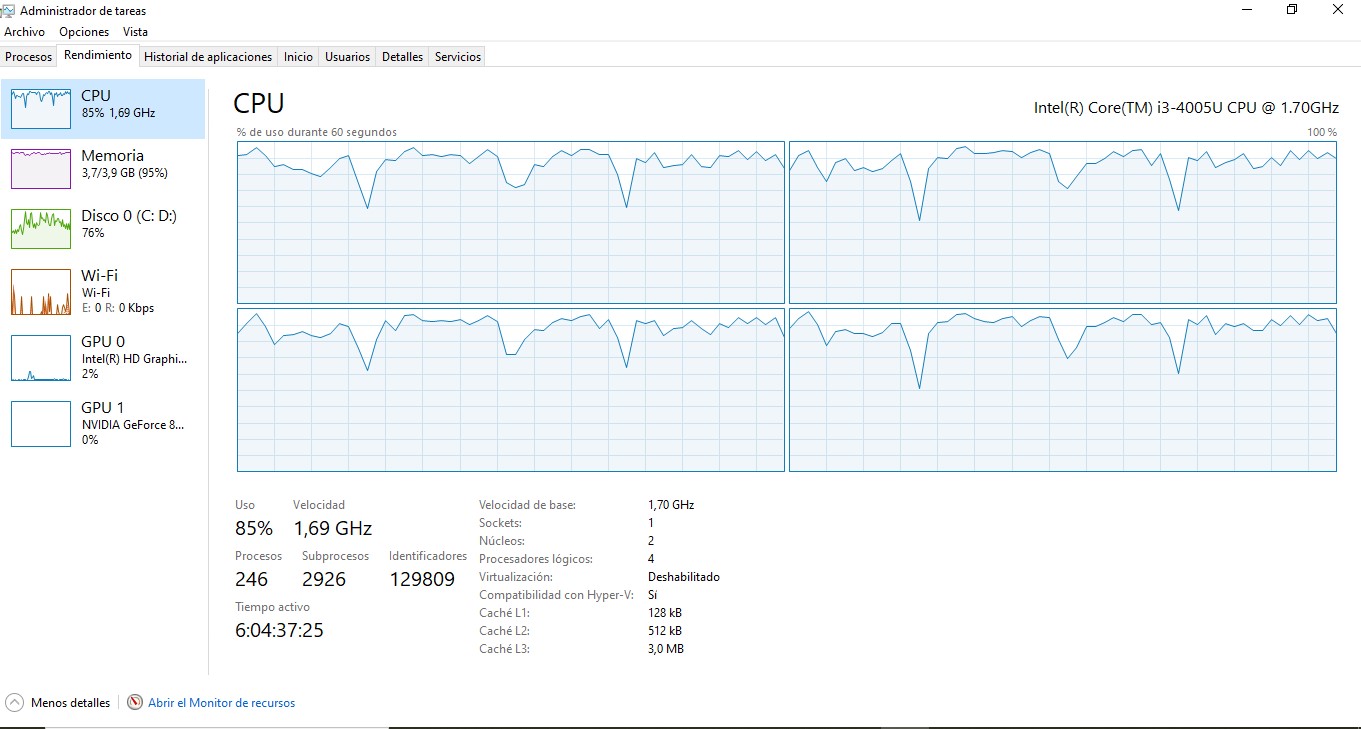 Administrador de tareas
Archivo Opciones Vista
Procesos Rendimiento Historial de aplicaciones Inicio Usuarios Detalles Servicios
CPU
85% 1,69 GHz
Memoria
3,7/3,9 GB (95%)
Disco 0 (C: D:)
76%
Wi-Fi
Wi-Fi
E: 0 R: 0 Kbps
GPU 0
Intel(R) HD Graphi...
2%
GPU 1
NVIDIA GeForce 8...
0%
CPU
Intel(R) Core(TM) i3-4005U CPU @ 1.70GHz
% de uso durante 60 segundos
100 %
Uso Velocidad
85% 1,69 GHz
Procesos Subprocesos Identificadores
246 2926 129809
Tiempo activo
6:04:37:25
Velocidad de base: 1,70 GHz
Sockets: 1
Núcleos: 2
Procesadores lógicos: 4
Virtualización: Deshabilitado
Compatibilidad con Hyper-V: Sí
Caché L1: 128 kB
Caché L2: 512 kB
Caché L3: 3,0 MB
Menos detalles
Abrir el Monitor de recursos